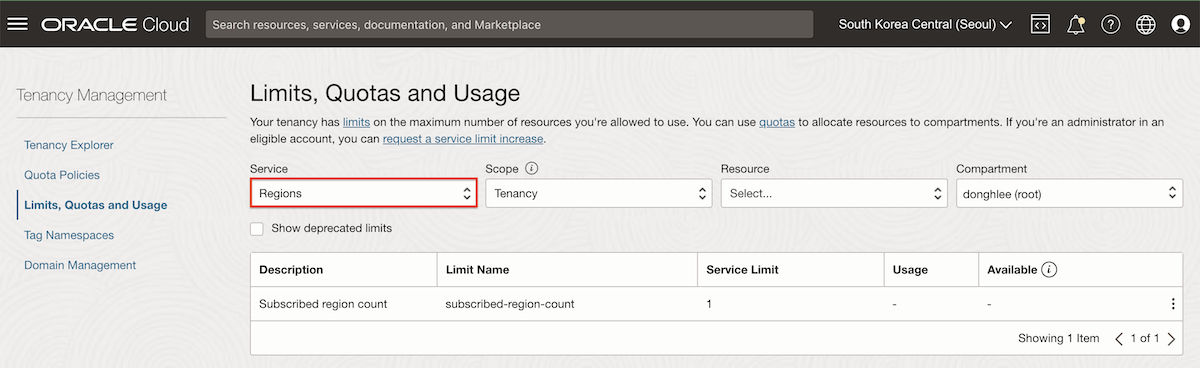 ORACLE Cloud
Search resources, services, documentation, and Marketplace
South Korea Central (Seoul)
Tenancy Management
Tenancy Explorer
Quota Policies
Limits, Quotas and Usage
Tag Namespaces
Domain Management
Limits, Quotas and Usage
Your tenancy has limits on the maximum number of resources you're allowed to use. You can use quotas to allocate resources to compartments. If you're an administrator in an
eligible account, you can request a service limit increase.
Service Scope Resource Compartment
Regions Tenancy Select... donghlee (root)
Show deprecated limits
Description Limit Name Service Limit Usage Available
Subscribed region count subscribed-region-count 1 - -
Showing 1 Item 1 of 1